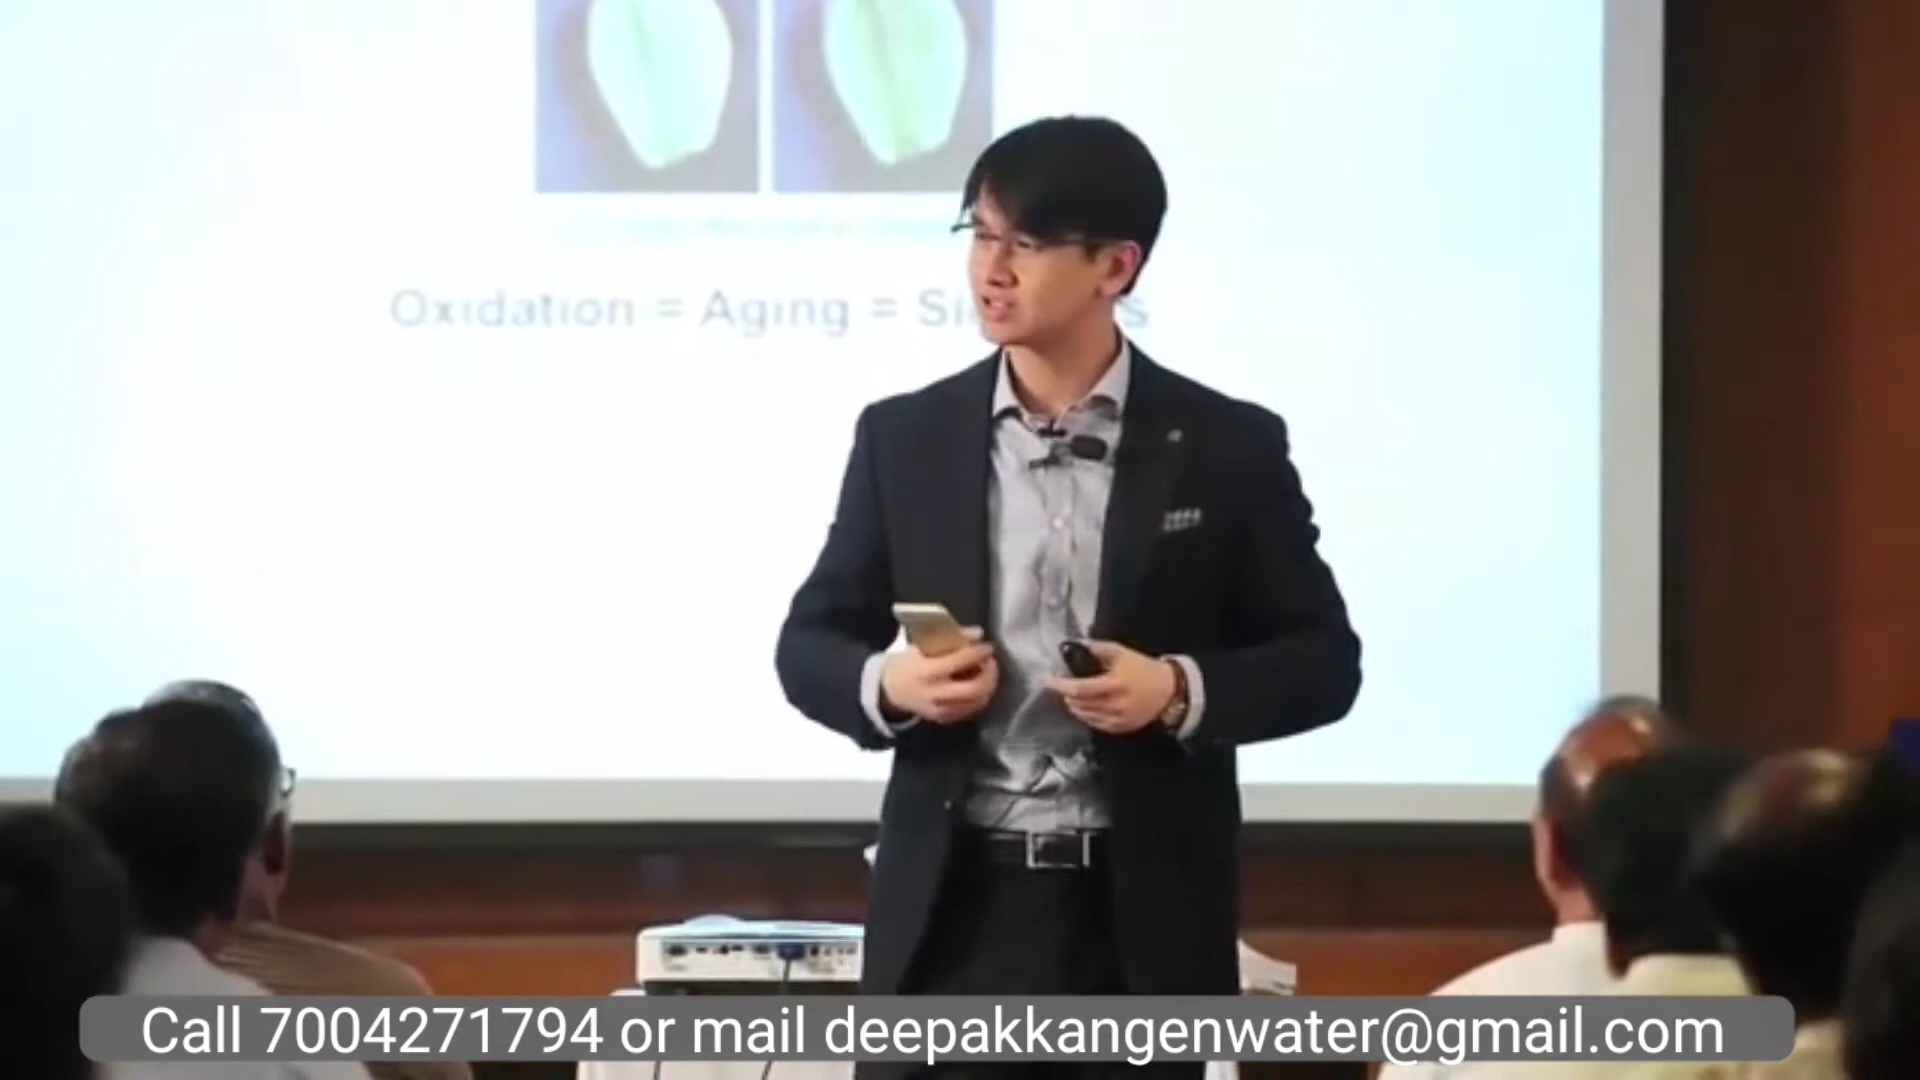 Oxidation = Aging =
Call 7004271794 or mail deepakkangenwater@gmail.com